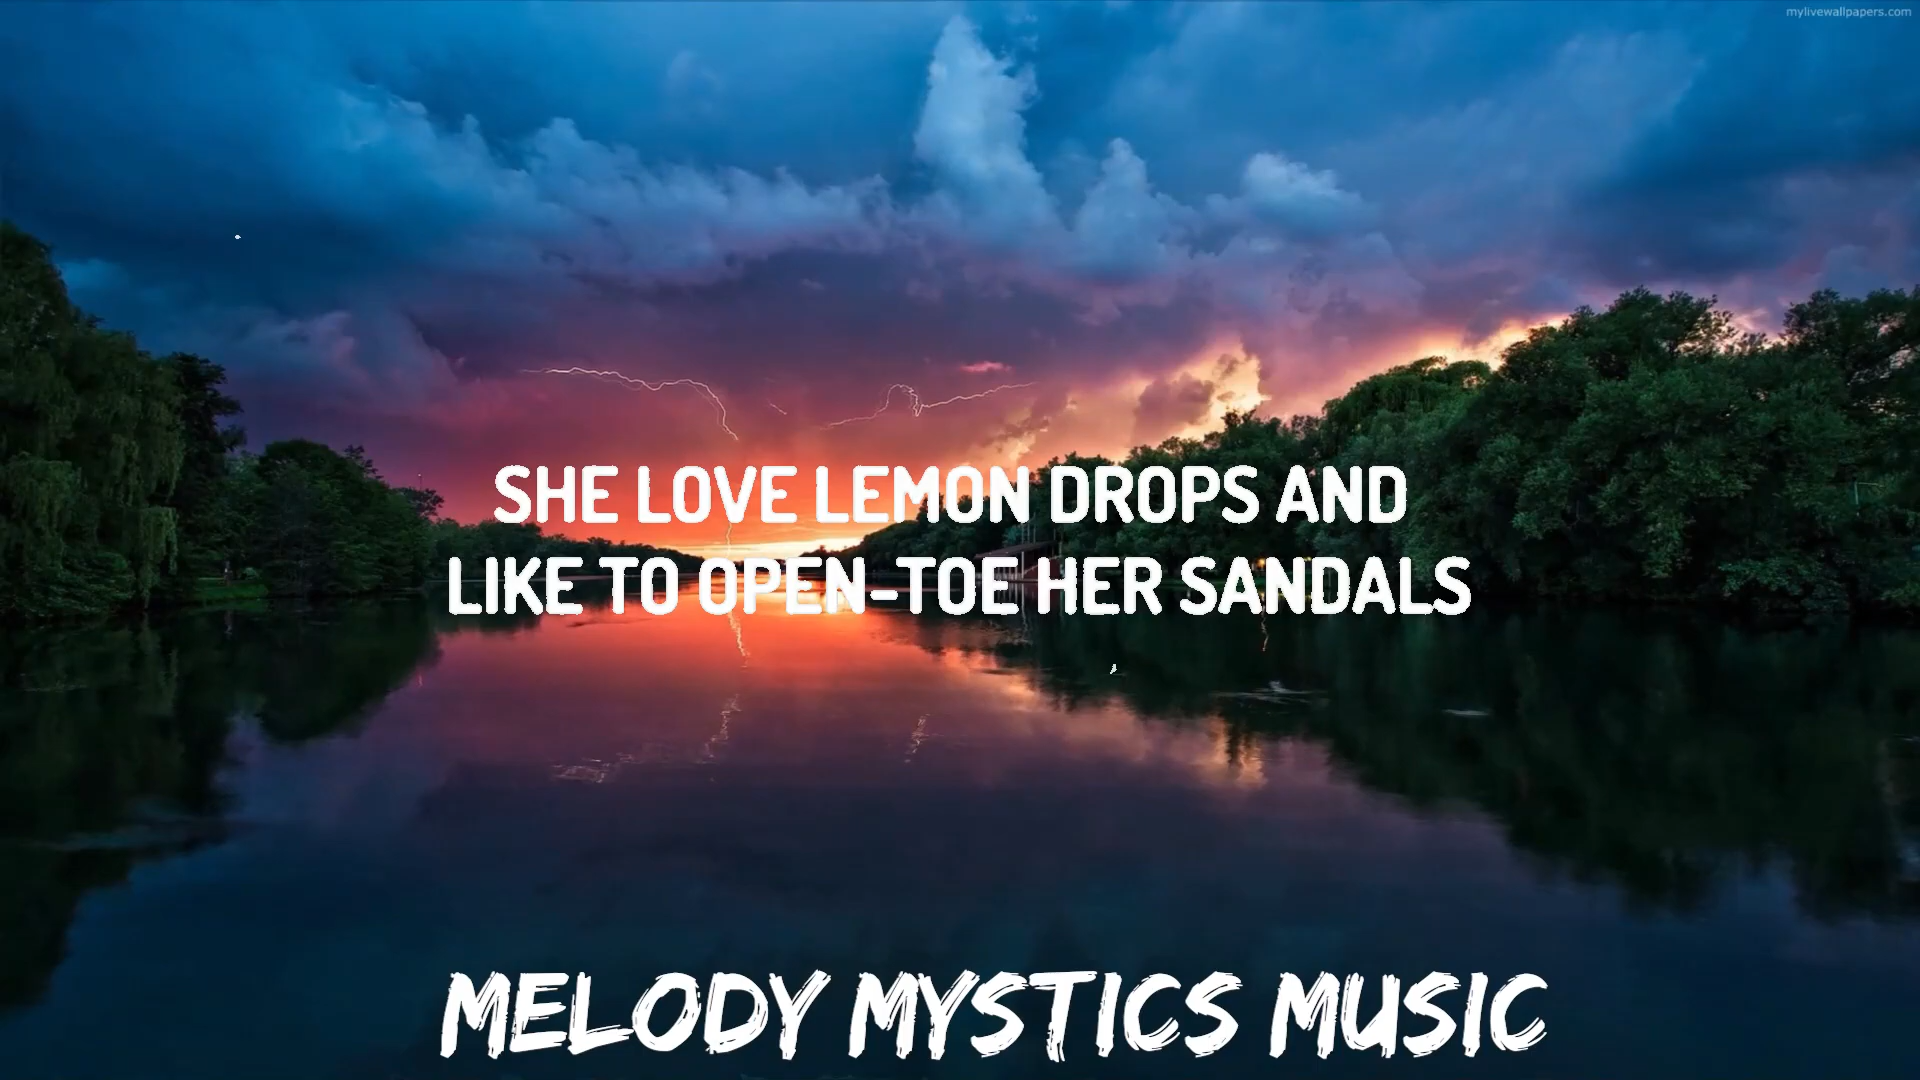 mylivewallpapers.com
SHE LOVE LEMON DROPS AND
LIKE TO OPEN-TOE HER SANDALS
MELODY MYSTICS MUSIC